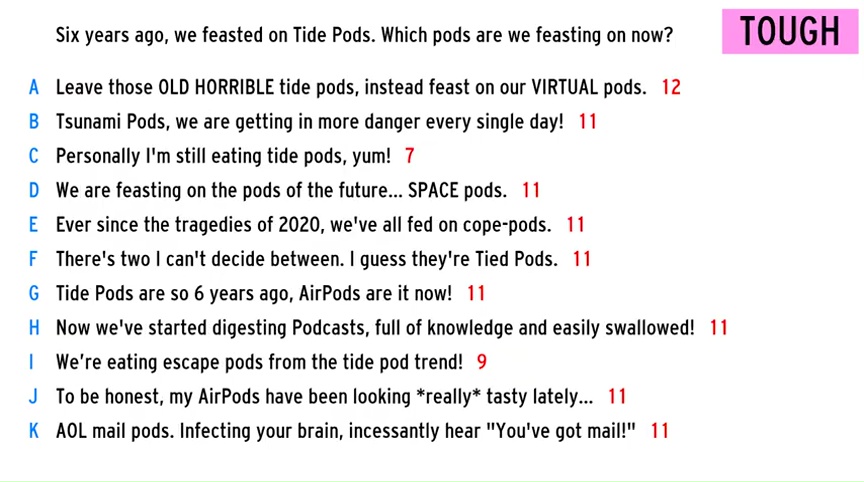 Six years ago, we feasted on Tide Pods. Which pods are we feasting on now?
TOUGH
A Leave those OLD HORRIBLE tide pods, instead feast on our VIRTUAL pods. 12
B Tsunami Pods, we are getting in more danger every single day! 11
C Personally I'm still eating tide pods, yum! 7
D We are feasting on the pods of the future... SPACE pods. 11
E Ever since the tragedies of 2020, we've all fed on cope-pods. 11
F There's two I can't decide between. I guess they're Tied Pods. 11
G Tide Pods are so 6 years ago, AirPods are it now! 11
H Now we've started digesting Podcasts, full of knowledge and easily swallowed! 11
I We’re eating escape pods from the tide pod trend! 9
J To be honest, my AirPods have been looking *really* tasty lately... 11
K AOL mail pods. Infecting your brain, incessantly hear "You've got mail!" 11